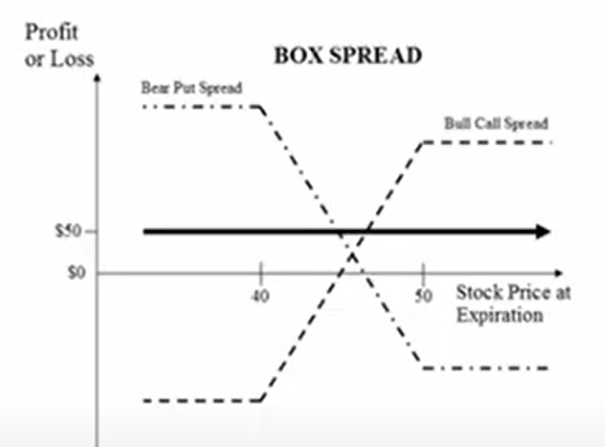 Profit
or Loss
BOX SPREAD
Bear Put Spread
Bull Call Spread
$50
$0
40
50
Stock Price at
Expiration